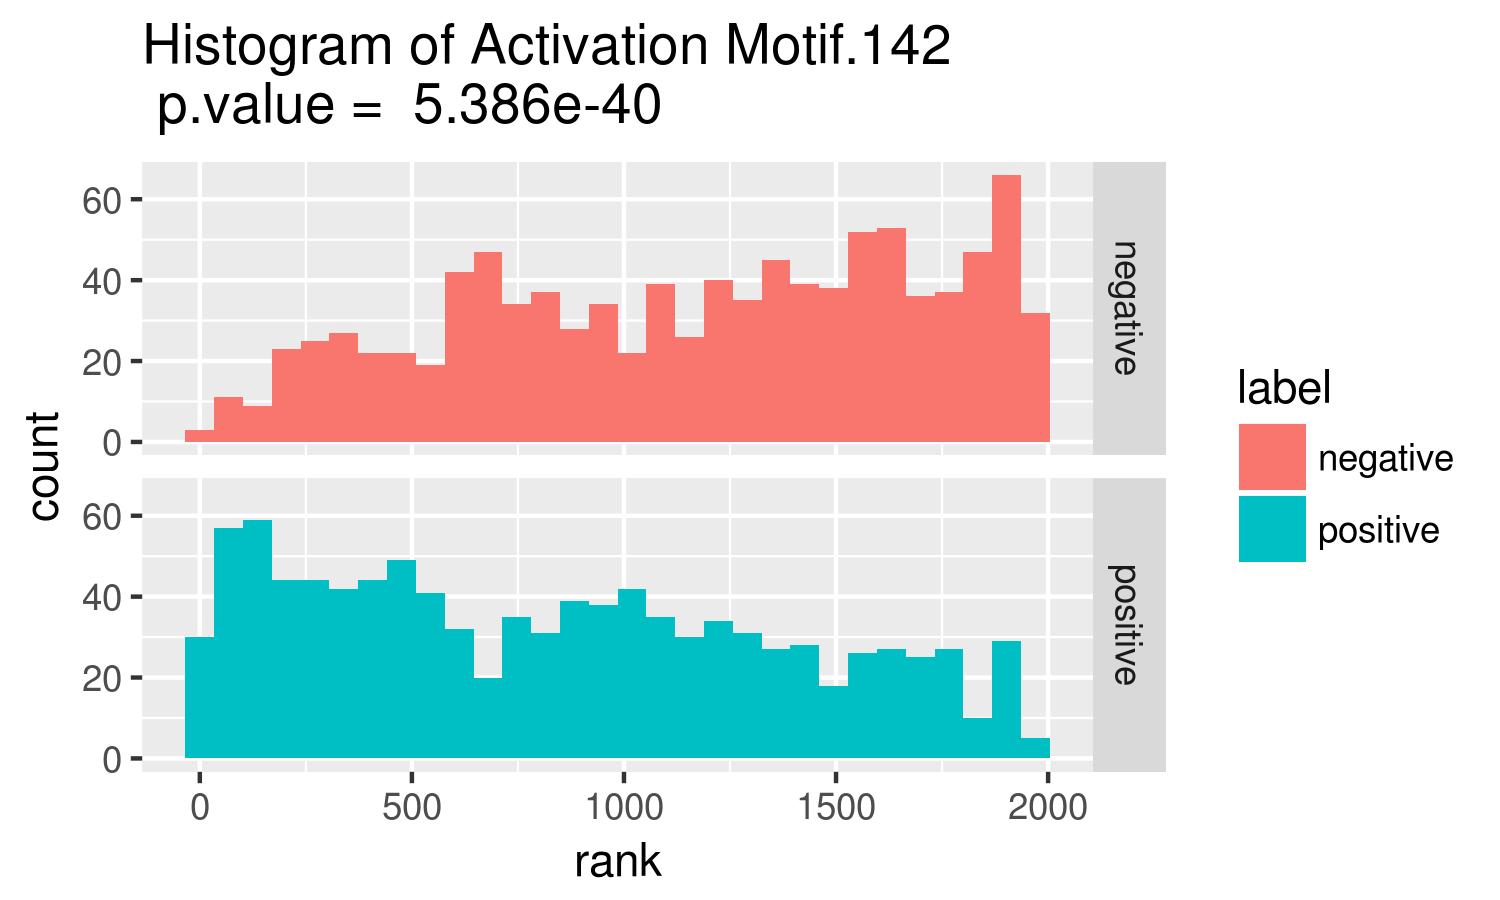 Histogram of Activation Motif.142
p.value =  5.386e-40
60
40
20
0
negative
60
40
20
0
positive
count
0 500 1000 1500 2000
rank
label
negative
positive